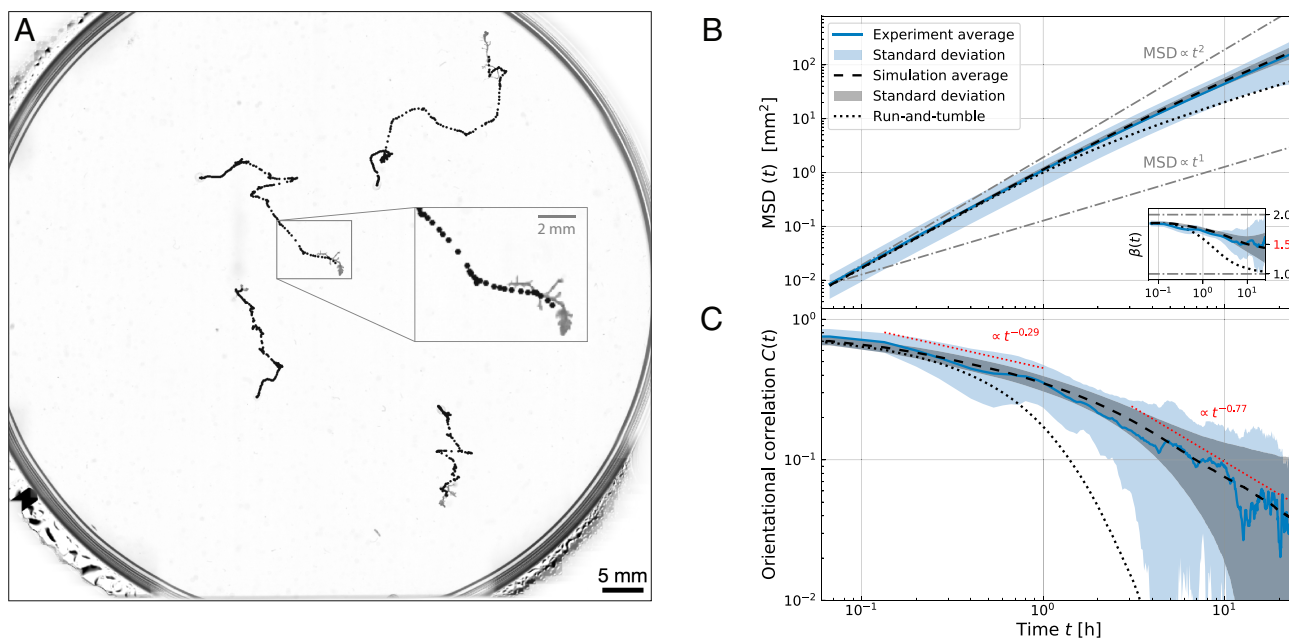 A
2 mm
5 mm
B
Experiment average
Standard deviation
Simulation average
Standard deviation
Run-and-tumble
MSD ∝ t²
MSD ∝ t¹
MSD (t) [mm²]
10²
10¹
10⁰
10⁻¹
10⁻²
β(t)
2.0
1.5
1.0
10⁻¹ 10⁰ 10¹
C
∝ t⁻⁰·²⁹
∝ t⁻⁰·⁷⁷
Orientational correlation C(t)
10⁰
10⁻¹
10⁻²
10⁻¹ 10⁰ 10¹
Time t [h]